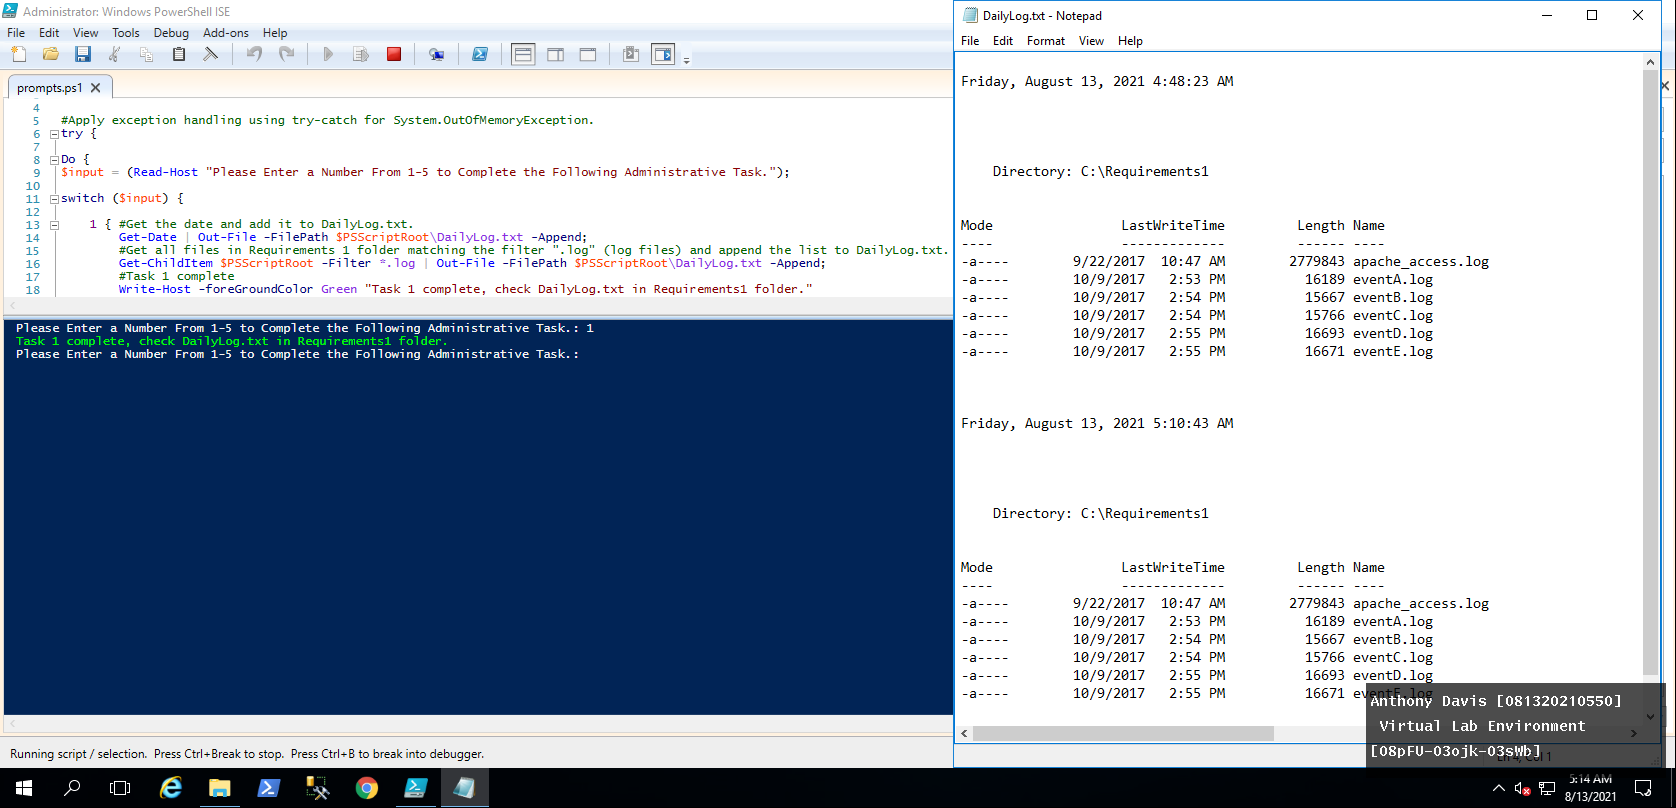 Administrator: Windows PowerShell ISE
File Edit View Tools Debug Add-ons Help
prompts.ps1
4
5 #Apply exception handling using try-catch for System.OutOfMemoryException.
6 try {
7
8 Do {
9 $input = (Read-Host "Please Enter a Number From 1-5 to Complete the Following Administrative Task.");
10
11 switch ($input) {
12
13 1 { #Get the date and add it to DailyLog.txt.
14 Get-Date | Out-File -FilePath $PSScriptRoot\DailyLog.txt -Append;
15 #Get all files in Requirements 1 folder matching the filter ".log" (log files) and append the list to DailyLog.txt.
16 Get-ChildItem $PSScriptRoot -Filter *.log | Out-File -FilePath $PSScriptRoot\DailyLog.txt -Append;
17 #Task 1 complete
18 Write-Host -foreGroundColor Green "Task 1 complete, check DailyLog.txt in Requirements1 folder."
Please Enter a Number From 1-5 to Complete the Following Administrative Task.: 1
Task 1 complete, check DailyLog.txt in Requirements1 folder.
Please Enter a Number From 1-5 to Complete the Following Administrative Task.:
Running script / selection. Press Ctrl+Break to stop. Press Ctrl+B to break into debugger.
DailyLog.txt - Notepad
File Edit Format View Help
Friday, August 13, 2021 4:48:23 AM
Directory: C:\Requirements1
Mode LastWriteTime Length Name
---- ------------- ------ ----
-a---- 9/22/2017 10:47 AM 2779843 apache_access.log
-a---- 10/9/2017 2:53 PM 16189 eventA.log
-a---- 10/9/2017 2:54 PM 15667 eventB.log
-a---- 10/9/2017 2:54 PM 15766 eventC.log
-a---- 10/9/2017 2:55 PM 16693 eventD.log
-a---- 10/9/2017 2:55 PM 16671 eventE.log
Friday, August 13, 2021 5:10:43 AM
Directory: C:\Requirements1
Mode LastWriteTime Length Name
---- ------------- ------ ----
-a---- 9/22/2017 10:47 AM 2779843 apache_access.log
-a---- 10/9/2017 2:53 PM 16189 eventA.log
-a---- 10/9/2017 2:54 PM 15667 eventB.log
-a---- 10/9/2017 2:54 PM 15766 eventC.log
-a---- 10/9/2017 2:55 PM 16693 eventD.log
-a---- 10/9/2017 2:55 PM 16671 eventE.log
Anthony Davis [081320210550]
Virtual Lab Environment
[08pFU-03ojk-03sWb]
Ln 4, Col 1
5:14 AM
8/13/2021